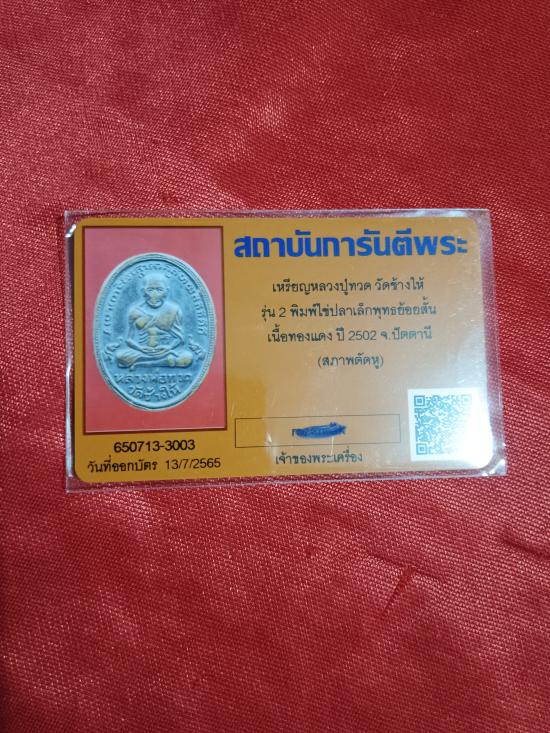 สถาบันการันตีพระ
เหรียญหลวงปู่ทวด วัดช้างให้
รุ่น 2 พิมพ์ไข่ปลาเล็กพุทธย้อยสั้น
เนื้อทองแดง ปี 2502 จ.ปัตตานี
(สภาพตัดหู)
เจ้าของพระเครื่อง
หลวงพ่อทวด
วัดช้างให้
650713-3003
วันที่ออกบัตร 13/7/2565